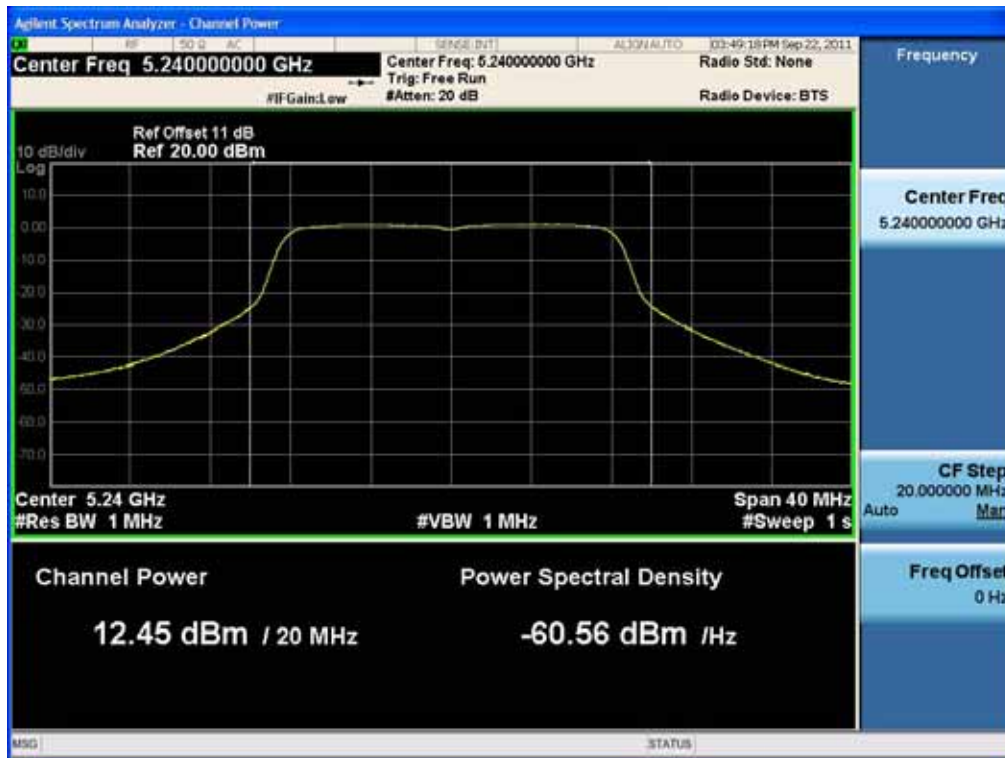 Agilent Spectrum Analyzer - Channel Power
RF 50 Ω AC SENSE:INT ALIGN AUTO 03:49:18 PM Sep 22, 2011
Center Freq 5.240000000 GHz
Center Freq: 5.240000000 GHz
Radio Std: None
Trig: Free Run
#IFGain:Low
#Atten: 20 dB
Radio Device: BTS
Ref Offset 11 dB
10 dB/div Ref 20.00 dBm
Log
10.0
0.00
-10.0
-20.0
-30.0
-40.0
-50.0
-60.0
-70.0
Center 5.24 GHz
Span 40 MHz
#Res BW 1 MHz
#VBW 1 MHz
#Sweep 1 s
Channel Power
Power Spectral Density
12.45 dBm / 20 MHz
-60.56 dBm /Hz
MSG
STATUS
Frequency
Center Freq
5.240000000 GHz
CF Step
20.000000 MHz
Auto Man
Freq Offset
0 Hz